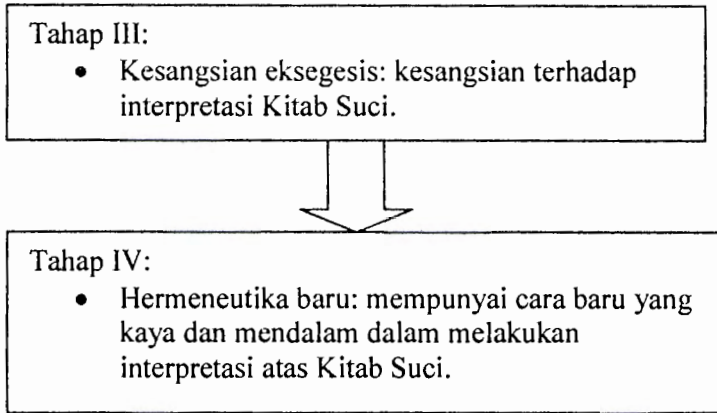 Tahap III:
• Kesangsian eksegesis: kesangsian terhadap
interpretasi Kitab Suci.
Tahap IV:
• Hermeneutika baru: mempunyai cara baru yang
kaya dan mendalam dalam melakukan
interpretasi atas Kitab Suci.